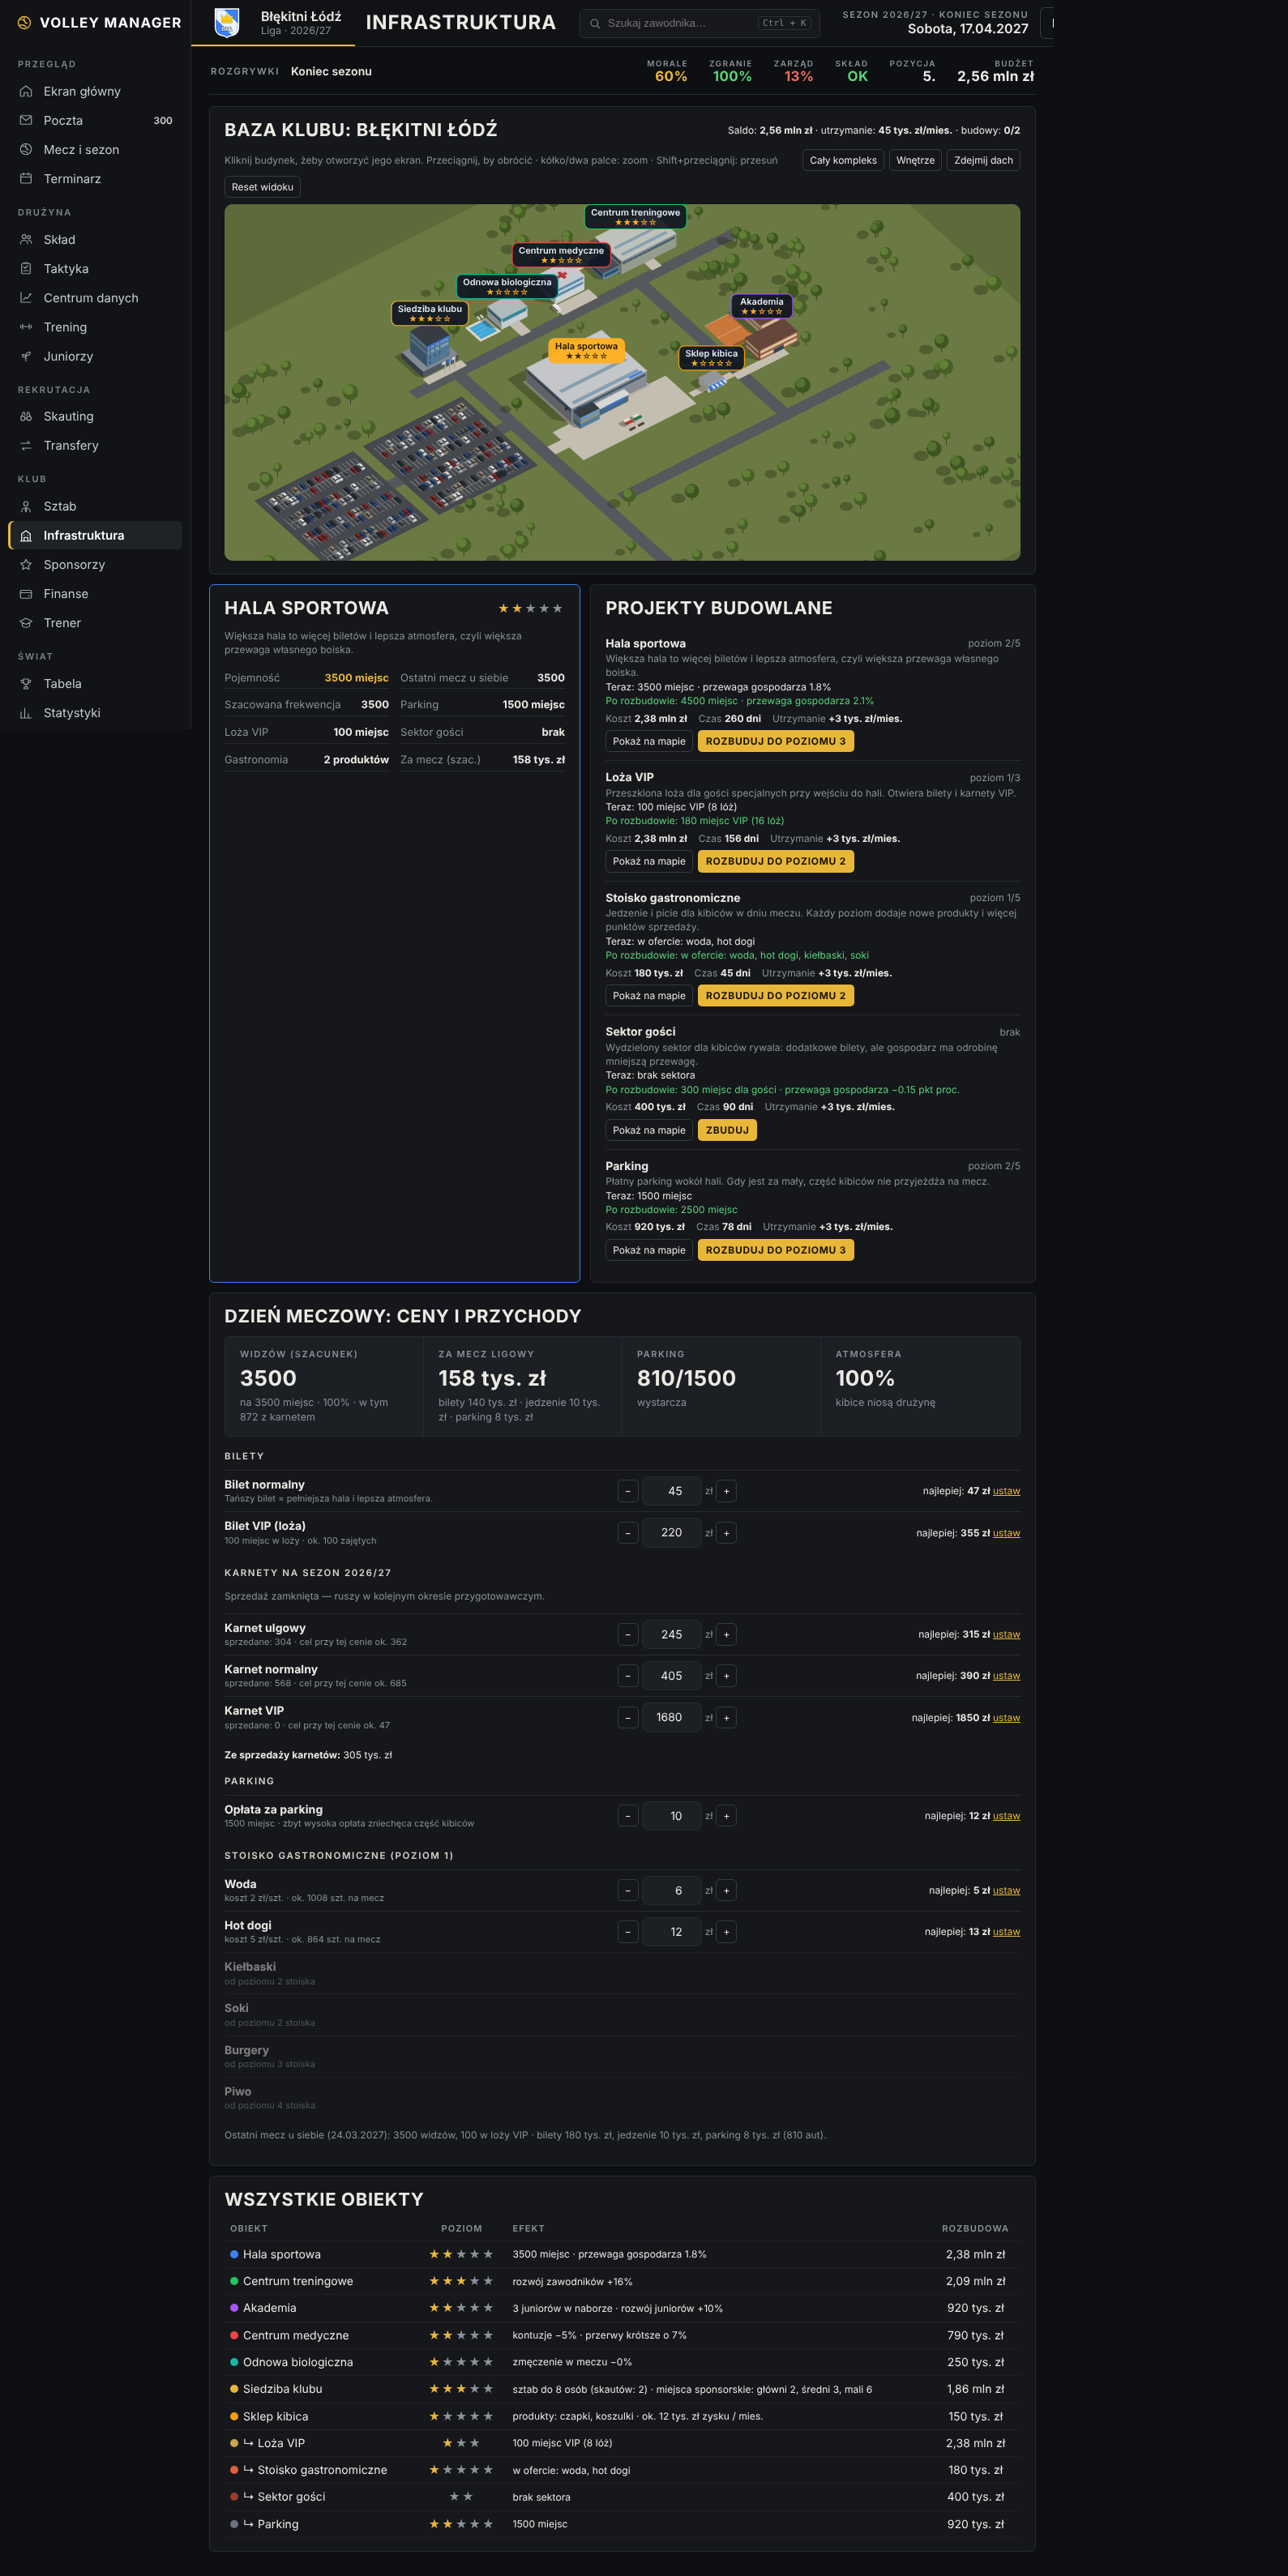 VOLLEY MANAGER
PRZEGLĄD
Ekran główny
Poczta 300
Mecz i sezon
Terminarz
DRUŻYNA
Skład
Taktyka
Centrum danych
Trening
Juniorzy
REKRUTACJA
Skauting
Transfery
KLUB
Sztab
Infrastruktura
Sponsorzy
Finanse
Trener
ŚWIAT
Tabela
Statystyki
Błękitni Łódź
Liga · 2026/27
INFRASTRUKTURA
Szukaj zawodnika… Ctrl + K
SEZON 2026/27 · KONIEC SEZONU
Sobota, 17.04.2027
ROZGRYWKI Koniec sezonu
MORALE ZGRANIE ZARZĄD SKŁAD POZYCJA BUDŻET
60% 100% 13% OK 5. 2,56 mln zł
BAZA KLUBU: BŁĘKITNI ŁÓDŹ
Saldo: 2,56 mln zł · utrzymanie: 45 tys. zł/mies. · budowy: 0/2
Kliknij budynek, żeby otworzyć jego ekran. Przeciągnij, by obrócić · kółko/dwa palce: zoom · Shift+przeciągnij: przesuń
Cały kompleks Wnętrze Zdejmij dach
Reset widoku
Centrum treningowe
★★★☆☆
Centrum medyczne
★★☆☆☆
Odnowa biologiczna
★☆☆☆☆
Siedziba klubu
★★★☆☆
Akademia
★★☆☆☆
Hala sportowa
★★☆☆☆
Sklep kibica
★☆☆☆☆
HALA SPORTOWA ★★★★★
Większa hala to więcej biletów i lepsza atmosfera, czyli większa
przewaga własnego boiska.
Pojemność 3500 miejsc Ostatni mecz u siebie 3500
Szacowana frekwencja 3500 Parking 1500 miejsc
Loża VIP 100 miejsc Sektor gości brak
Gastronomia 2 produktów Za mecz (szac.) 158 tys. zł
PROJEKTY BUDOWLANE
Hala sportowa poziom 2/5
Większa hala to więcej biletów i lepsza atmosfera, czyli większa przewaga własnego
boiska.
Teraz: 3500 miejsc · przewaga gospodarza 1.8%
Po rozbudowie: 4500 miejsc · przewaga gospodarza 2.1%
Koszt 2,38 mln zł Czas 260 dni Utrzymanie +3 tys. zł/mies.
Pokaż na mapie ROZBUDUJ DO POZIOMU 3
Loża VIP poziom 1/3
Przeszklona loża dla gości specjalnych przy wejściu do hali. Otwiera bilety i karnety VIP.
Teraz: 100 miejsc VIP (8 lóż)
Po rozbudowie: 180 miejsc VIP (16 lóż)
Koszt 2,38 mln zł Czas 156 dni Utrzymanie +3 tys. zł/mies.
Pokaż na mapie ROZBUDUJ DO POZIOMU 2
Stoisko gastronomiczne poziom 1/5
Jedzenie i picie dla kibiców w dniu meczu. Każdy poziom dodaje nowe produkty i więcej
punktów sprzedaży.
Teraz: w ofercie: woda, hot dogi
Po rozbudowie: w ofercie: woda, hot dogi, kiełbaski, soki
Koszt 180 tys. zł Czas 45 dni Utrzymanie +3 tys. zł/mies.
Pokaż na mapie ROZBUDUJ DO POZIOMU 2
Sektor gości brak
Wydzielony sektor dla kibiców rywala: dodatkowe bilety, ale gospodarz ma odrobinę
mniejszą przewagę.
Teraz: brak sektora
Po rozbudowie: 300 miejsc dla gości · przewaga gospodarza −0.15 pkt proc.
Koszt 400 tys. zł Czas 90 dni Utrzymanie +3 tys. zł/mies.
Pokaż na mapie ZBUDUJ
Parking poziom 2/5
Płatny parking wokół hali. Gdy jest za mały, część kibiców nie przyjeżdża na mecz.
Teraz: 1500 miejsc
Po rozbudowie: 2500 miejsc
Koszt 920 tys. zł Czas 78 dni Utrzymanie +3 tys. zł/mies.
Pokaż na mapie ROZBUDUJ DO POZIOMU 3
DZIEŃ MECZOWY: CENY I PRZYCHODY
WIDZÓW (SZACUNEK)
3500
na 3500 miejsc · 100% · w tym
872 z karnetem
ZA MECZ LIGOWY
158 tys. zł
bilety 140 tys. zł · jedzenie 10 tys.
zł · parking 8 tys. zł
PARKING
810/1500
wystarcza
ATMOSFERA
100%
kibice niosą drużynę
BILETY
Bilet normalny − 45 zł + najlepiej: 47 zł ustaw
Tańszy bilet = pełniejsza hala i lepsza atmosfera.
Bilet VIP (loża) − 220 zł + najlepiej: 355 zł ustaw
100 miejsc w loży · ok. 100 zajętych
KARNETY NA SEZON 2026/27
Sprzedaż zamknięta — ruszy w kolejnym okresie przygotowawczym.
Karnet ulgowy − 245 zł + najlepiej: 315 zł ustaw
sprzedane: 304 · cel przy tej cenie ok. 362
Karnet normalny − 405 zł + najlepiej: 390 zł ustaw
sprzedane: 568 · cel przy tej cenie ok. 685
Karnet VIP − 1680 zł + najlepiej: 1850 zł ustaw
sprzedane: 0 · cel przy tej cenie ok. 47
Ze sprzedaży karnetów: 305 tys. zł
PARKING
Opłata za parking − 10 zł + najlepiej: 12 zł ustaw
1500 miejsc · zbyt wysoka opłata zniechęca część kibiców
STOISKO GASTRONOMICZNE (POZIOM 1)
Woda − 6 zł + najlepiej: 5 zł ustaw
koszt 2 zł/szt. · ok. 1008 szt. na mecz
Hot dogi − 12 zł + najlepiej: 13 zł ustaw
koszt 5 zł/szt. · ok. 864 szt. na mecz
Kiełbaski
od poziomu 2 stoiska
Soki
od poziomu 2 stoiska
Burgery
od poziomu 3 stoiska
Piwo
od poziomu 4 stoiska
Ostatni mecz u siebie (24.03.2027): 3500 widzów, 100 w loży VIP · bilety 180 tys. zł, jedzenie 10 tys. zł, parking 8 tys. zł (810 aut).
WSZYSTKIE OBIEKTY
OBIEKT POZIOM EFEKT ROZBUDOWA
Hala sportowa ★★★★★ 3500 miejsc · przewaga gospodarza 1.8% 2,38 mln zł
Centrum treningowe ★★★★★ rozwój zawodników +16% 2,09 mln zł
Akademia ★★★★★ 3 juniorów w naborze · rozwój juniorów +10% 920 tys. zł
Centrum medyczne ★★★★★ kontuzje −5% · przerwy krótsze o 7% 790 tys. zł
Odnowa biologiczna ★★★★★ zmęczenie w meczu −0% 250 tys. zł
Siedziba klubu ★★★★★ sztab do 8 osób (skautów: 2) · miejsca sponsorskie: główni 2, średni 3, mali 6 1,86 mln zł
Sklep kibica ★★★★★ produkty: czapki, koszulki · ok. 12 tys. zł zysku / mies. 150 tys. zł
↳ Loża VIP ★★★ 100 miejsc VIP (8 lóż) 2,38 mln zł
↳ Stoisko gastronomiczne ★★★★★ w ofercie: woda, hot dogi 180 tys. zł
↳ Sektor gości ★★ brak sektora 400 tys. zł
↳ Parking ★★★★★ 1500 miejsc 920 tys. zł